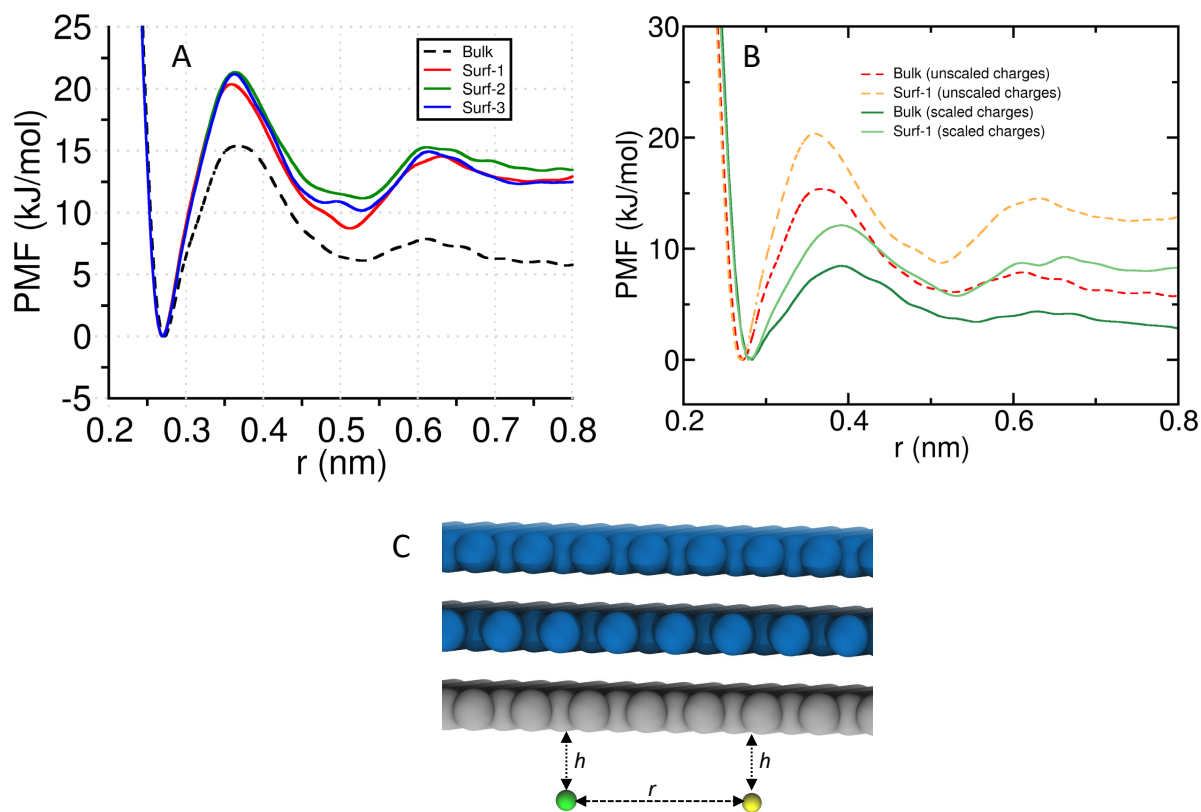 A
Bulk
Surf-1
Surf-2
Surf-3
PMF (kJ/mol)
25
20
15
10
5
0
-5
0.2 0.3 0.4 0.5 0.6 0.7 0.8
r (nm)
B
Bulk (unscaled charges)
Surf-1 (unscaled charges)
Bulk (scaled charges)
Surf-1 (scaled charges)
PMF (kJ/mol)
30
20
10
0
0.2 0.4 0.6 0.8
r (nm)
C
h h
r